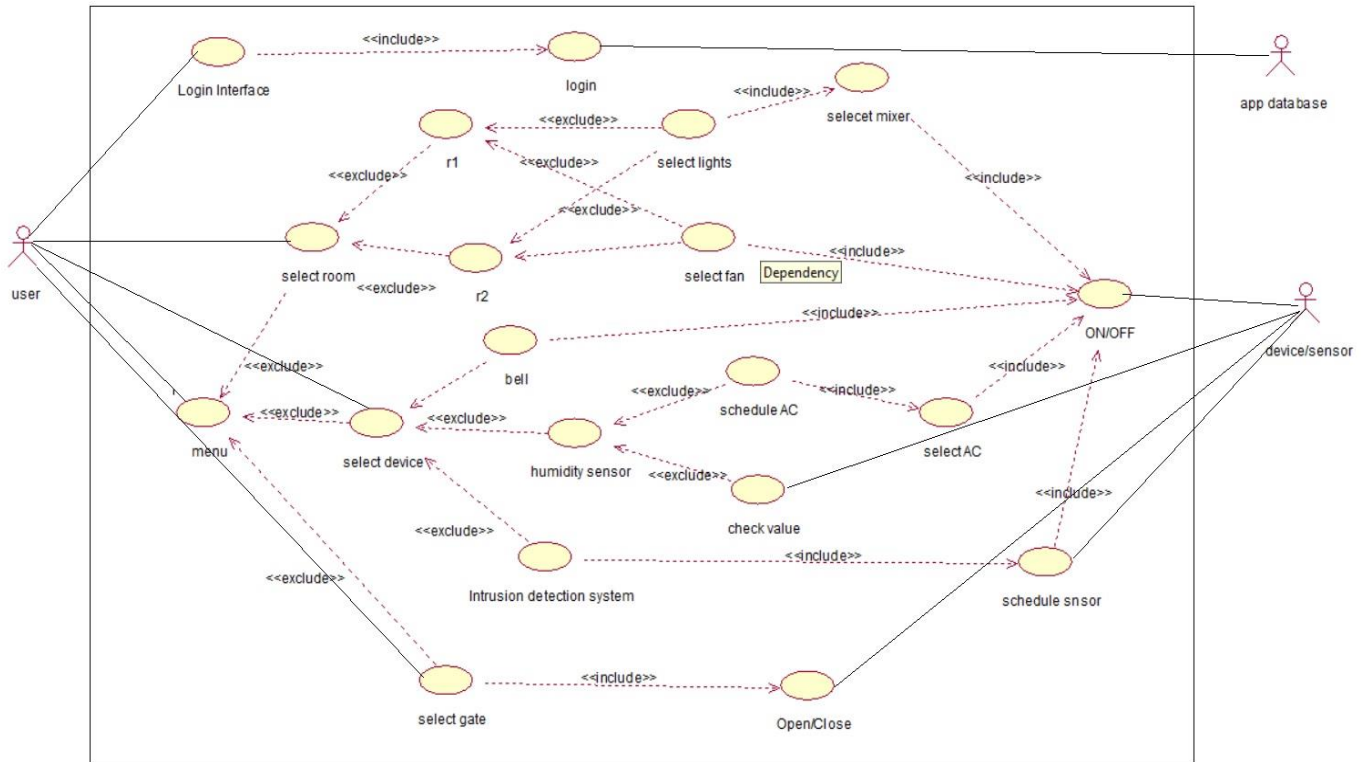 <<include>>
Login Interface
login
app database
<<include>>
selecet mixer
<<exclude>>
r1
select lights
<<exclude>>
<<exclude>>
<<include>>
<<exclude>>
user
select room
r2
<<exclude>>
select fan
Dependency
<<include>>
ON/OFF
device/sensor
<<include>>
bell
<<exclude>>
<<exclude>>
schedule AC
<<include>>
<<include>>
menu
<<exclude>>
select device
<<exclude>>
humidity sensor
select AC
<<exclude>>
check value
<<include>>
<<exclude>>
Intrusion detection system
<<include>>
schedule snsor
<<exclude>>
select gate
<<include>>
Open/Close